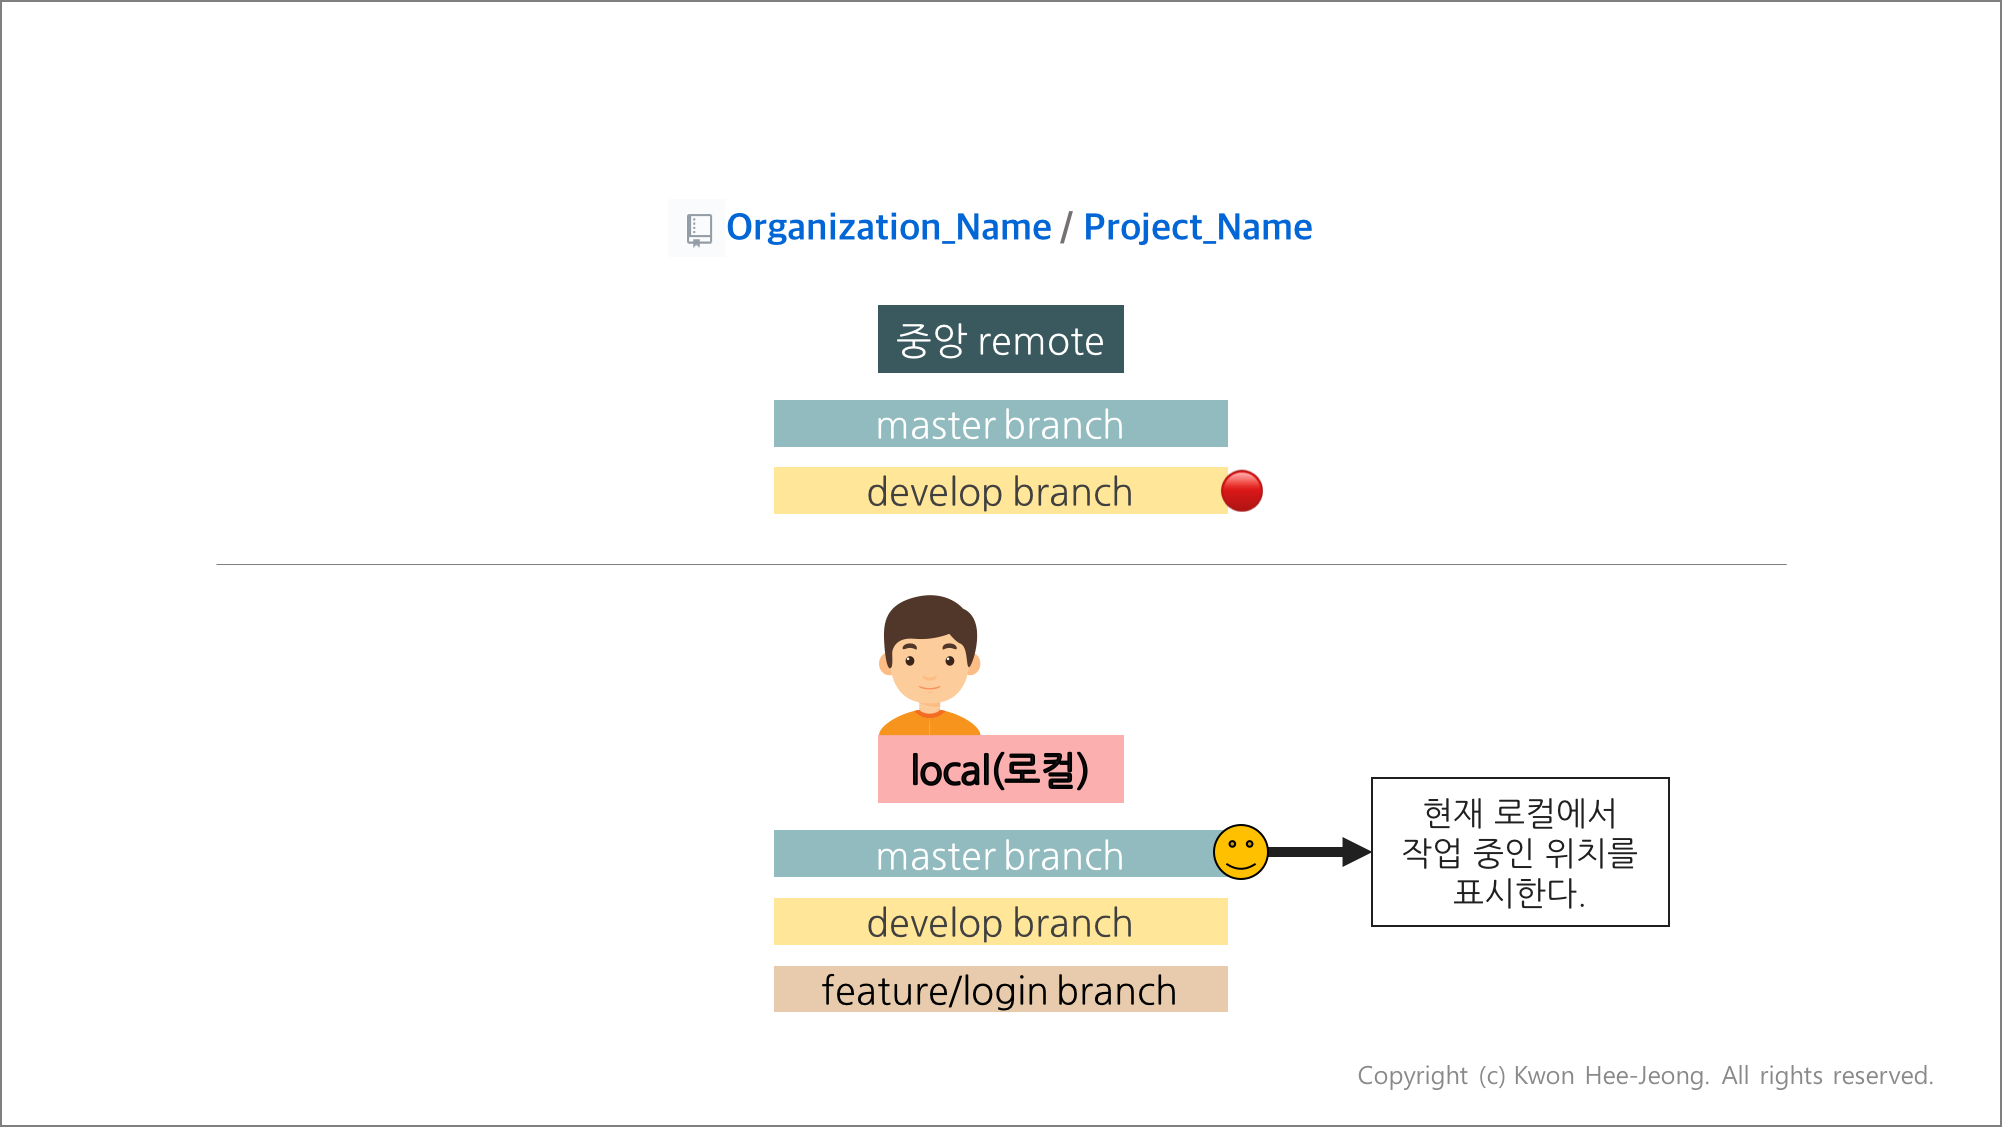 Organization_Name / Project_Name
중앙 remote
master branch
develop branch
local(로컬)
master branch
현재 로컬에서
작업 중인 위치를
표시한다.
develop branch
feature/login branch
Copyright (c) Kwon Hee-Jeong. All rights reserved.